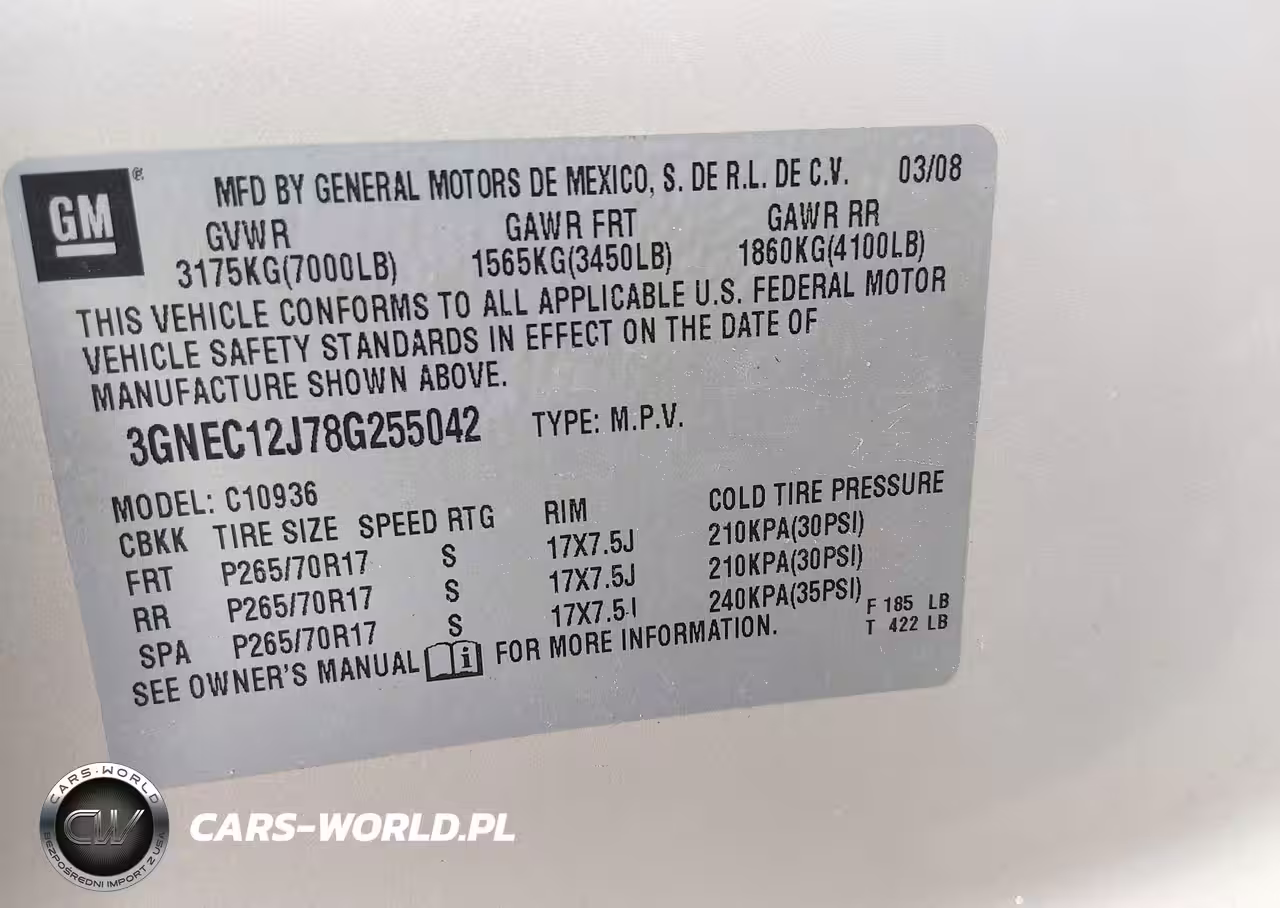 GM
MFD BY GENERAL MOTORS DE MEXICO, S. DE R.L. DE C.V. 03/08
GVWR GAWR FRT GAWR RR
3175KG(7000LB) 1565KG(3450LB) 1860KG(4100LB)
THIS VEHICLE CONFORMS TO ALL APPLICABLE U.S. FEDERAL MOTOR
VEHICLE SAFETY STANDARDS IN EFFECT ON THE DATE OF
MANUFACTURE SHOWN ABOVE.
3GNEC12J78G255042 TYPE: M.P.V.
MODEL: C10936
CBKK TIRE SIZE SPEED RTG RIM COLD TIRE PRESSURE
FRT P265/70R17 S 17X7.5J 210KPA(30PSI)
RR P265/70R17 S 17X7.5J 210KPA(30PSI)
SPA P265/70R17 S 17X7.5J 240KPA(35PSI)
F 185 LB
T 422 LB
SEE OWNER'S MANUAL i FOR MORE INFORMATION.
CARS-WORLD
CW
BEZPOŚREDNI IMPORT Z USA
CARS-WORLD.PL